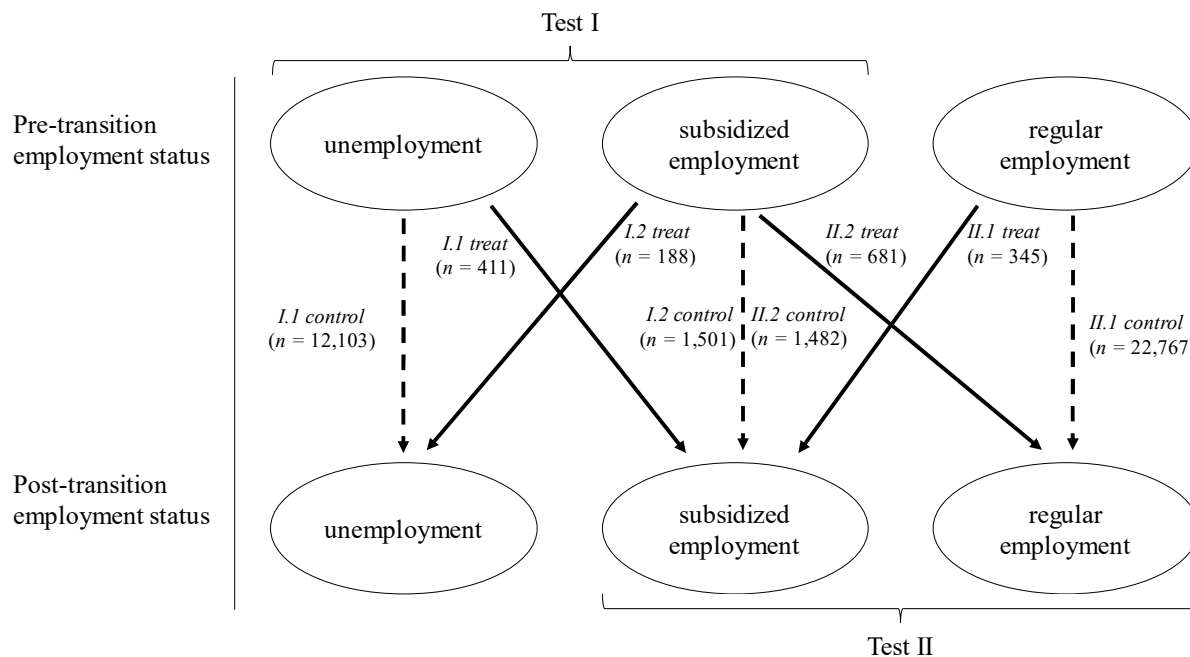 Test I
Pre-transition
employment status
unemployment
subsidized
employment
regular
employment
I.1 treat
(n = 411)
I.2 treat
(n = 188)
II.2 treat
(n = 681)
II.1 treat
(n = 345)
I.1 control
(n = 12,103)
I.2 control
(n = 1,501)
II.2 control
(n = 1,482)
II.1 control
(n = 22,767
Post-transition
employment status
unemployment
subsidized
employment
regular
employment
Test II